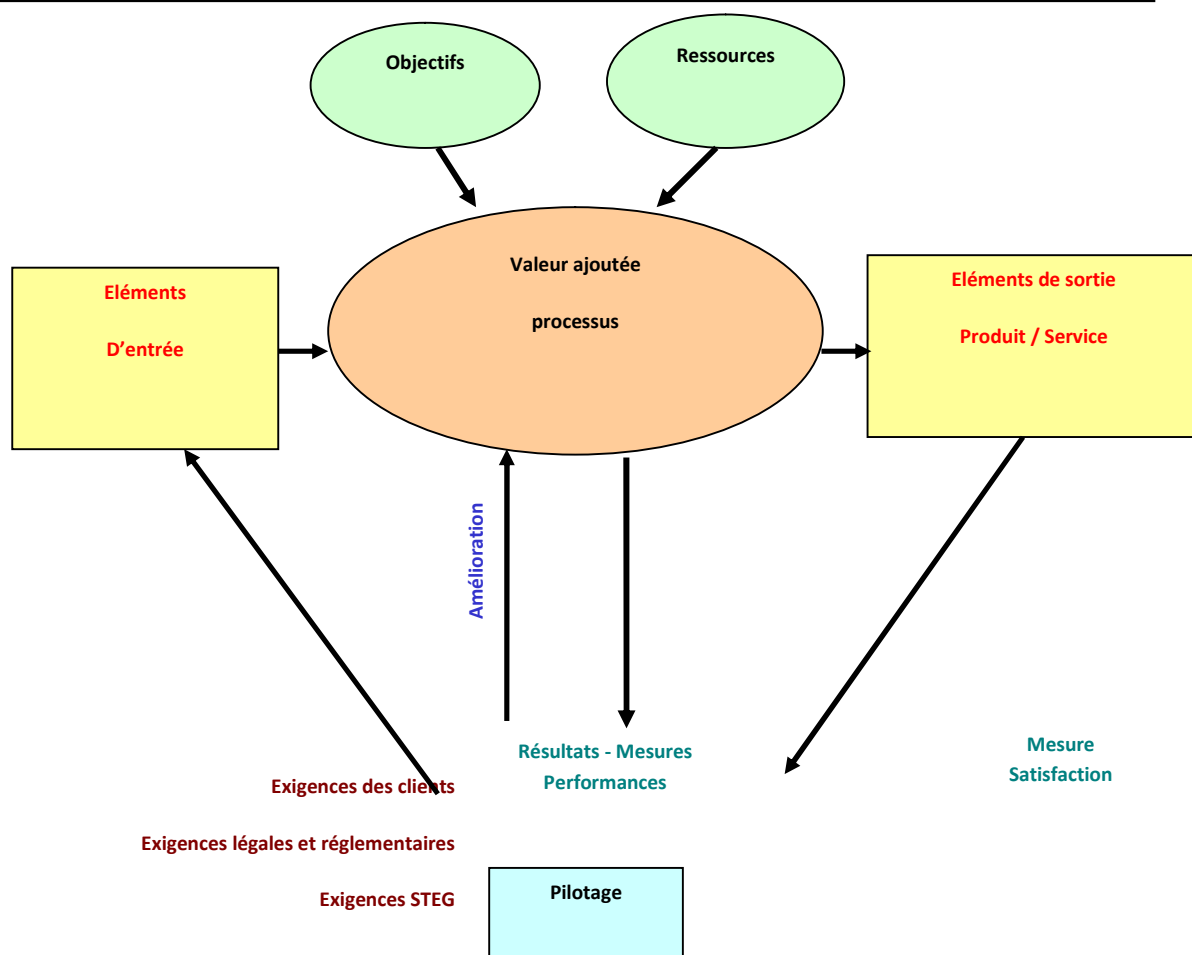 Objectifs
Ressources
Valeur ajoutée
processus
Eléments
D’entrée
Eléments de sortie
Produit / Service
Amélioration
Résultats - Mesures
Performances
Mesure
Satisfaction
Exigences des clients
Exigences légales et réglementaires
Exigences STEG
Pilotage